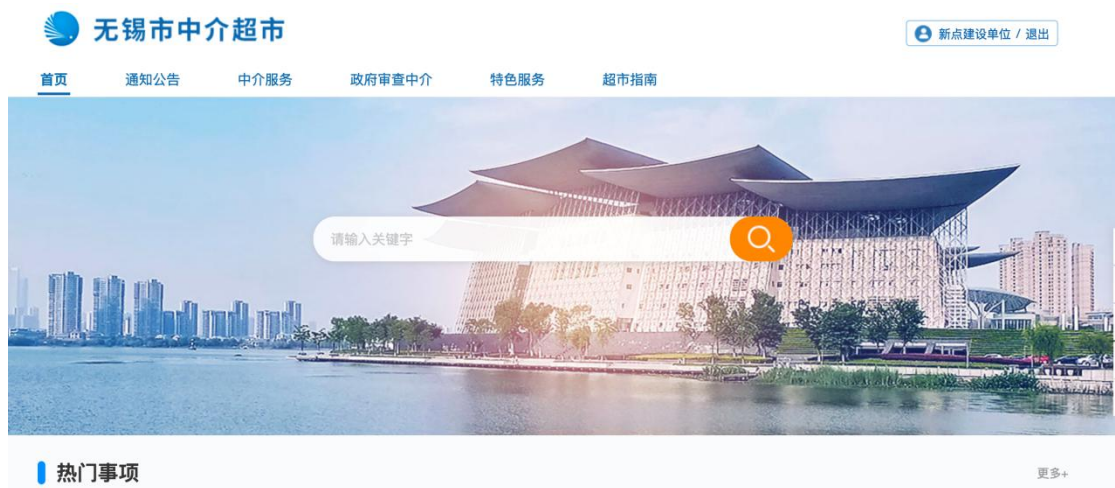 无锡市中介超市
新点建设单位 / 退出
首页 通知公告 中介服务 政府审查中介 特色服务 超市指南
请输入关键字
热门事项
更多+